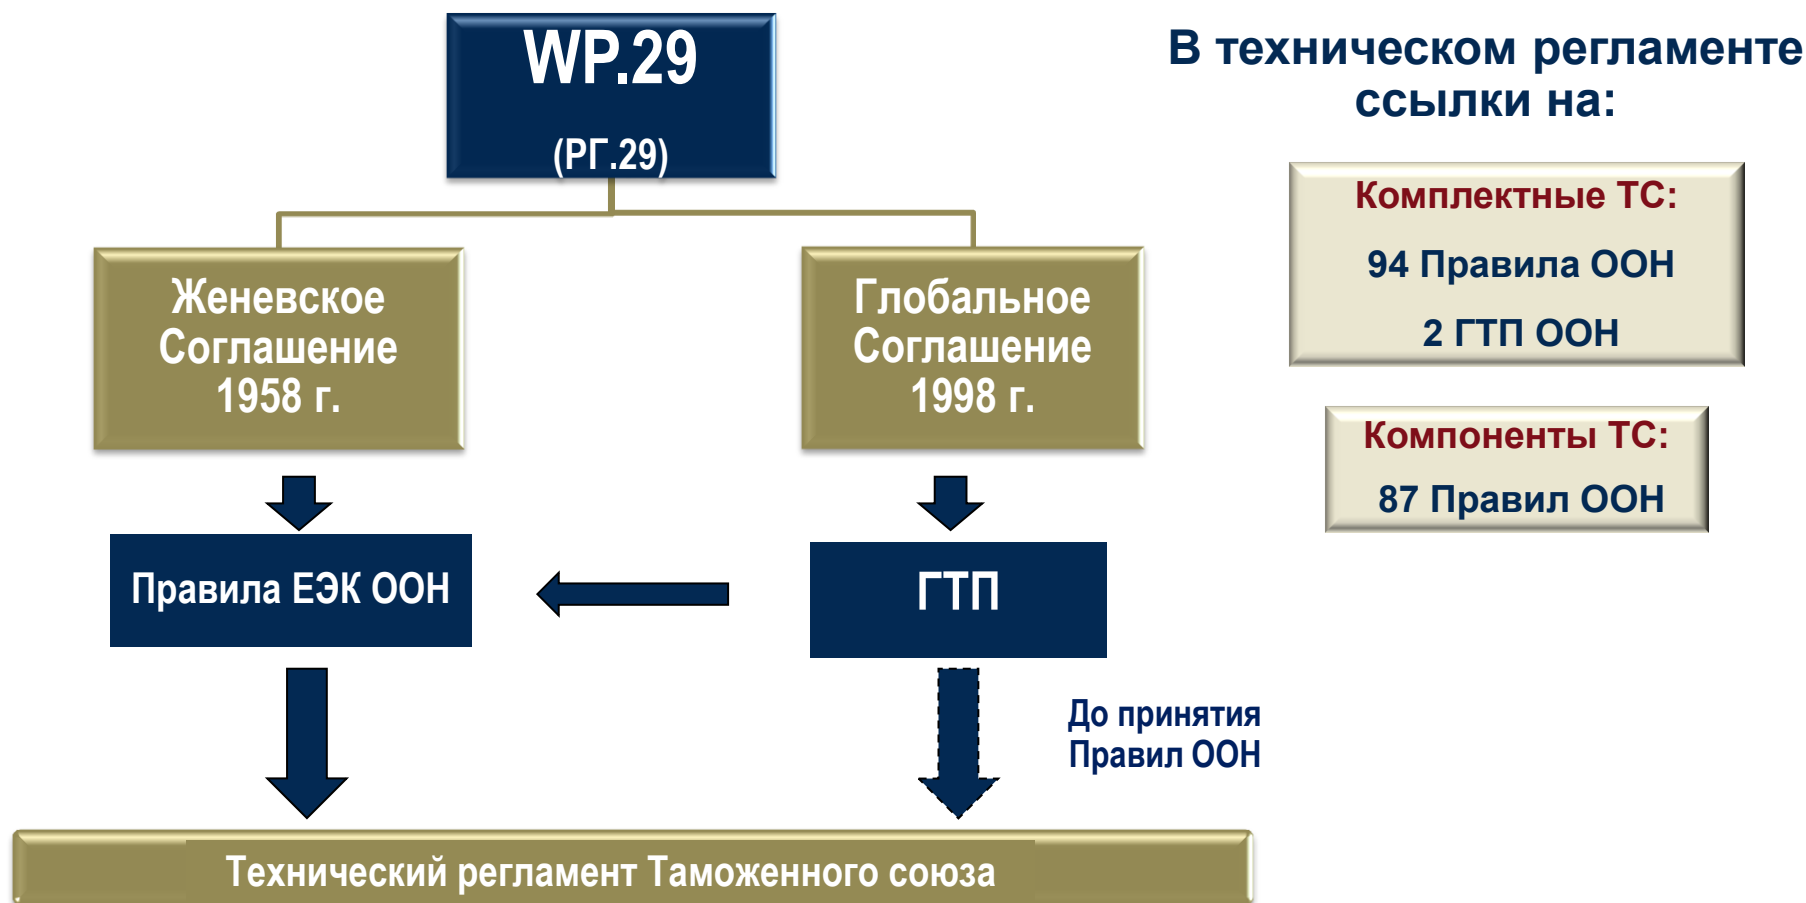 WP.29
(РГ.29)
Женевское
Соглашение
1958 г.
Глобальное
Соглашение
1998 г.
Правила ЕЭК ООН
ГТП
До принятия
Правил ООН
Технический регламент Таможенного союза
В техническом регламенте
ссылки на:
Комплектные ТС:
94 Правила ООН
2 ГТП ООН
Компоненты ТС:
87 Правил ООН